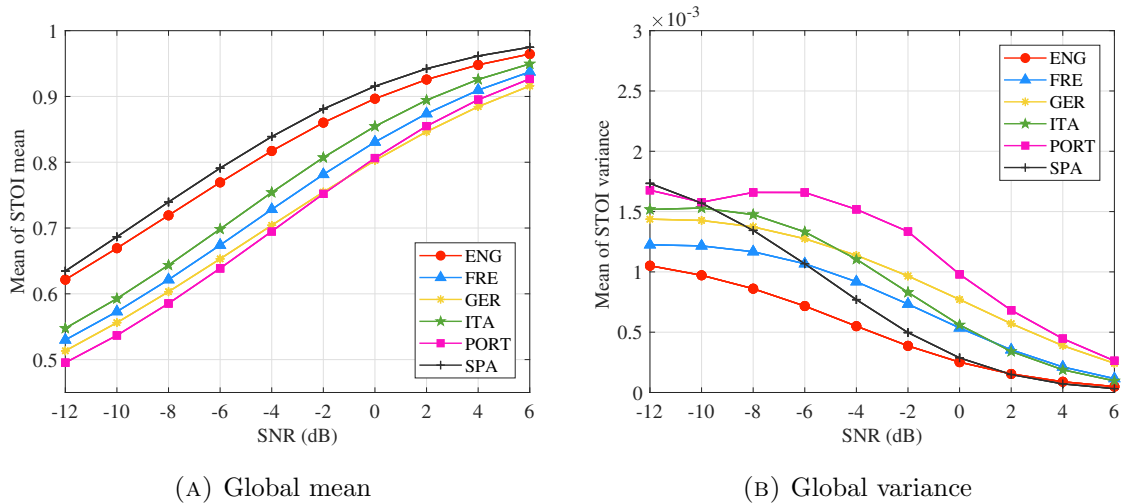 Mean of STOI mean
1
0.9
0.8
0.7
0.6
0.5
-12 -10 -8 -6 -4 -2 0 2 4 6
SNR (dB)
ENG
FRE
GER
ITA
PORT
SPA
(A) Global mean
×10⁻³
Mean of STOI variance
3
2.5
2
1.5
1
0.5
0
-12 -10 -8 -6 -4 -2 0 2 4 6
SNR (dB)
ENG
FRE
GER
ITA
PORT
SPA
(B) Global variance